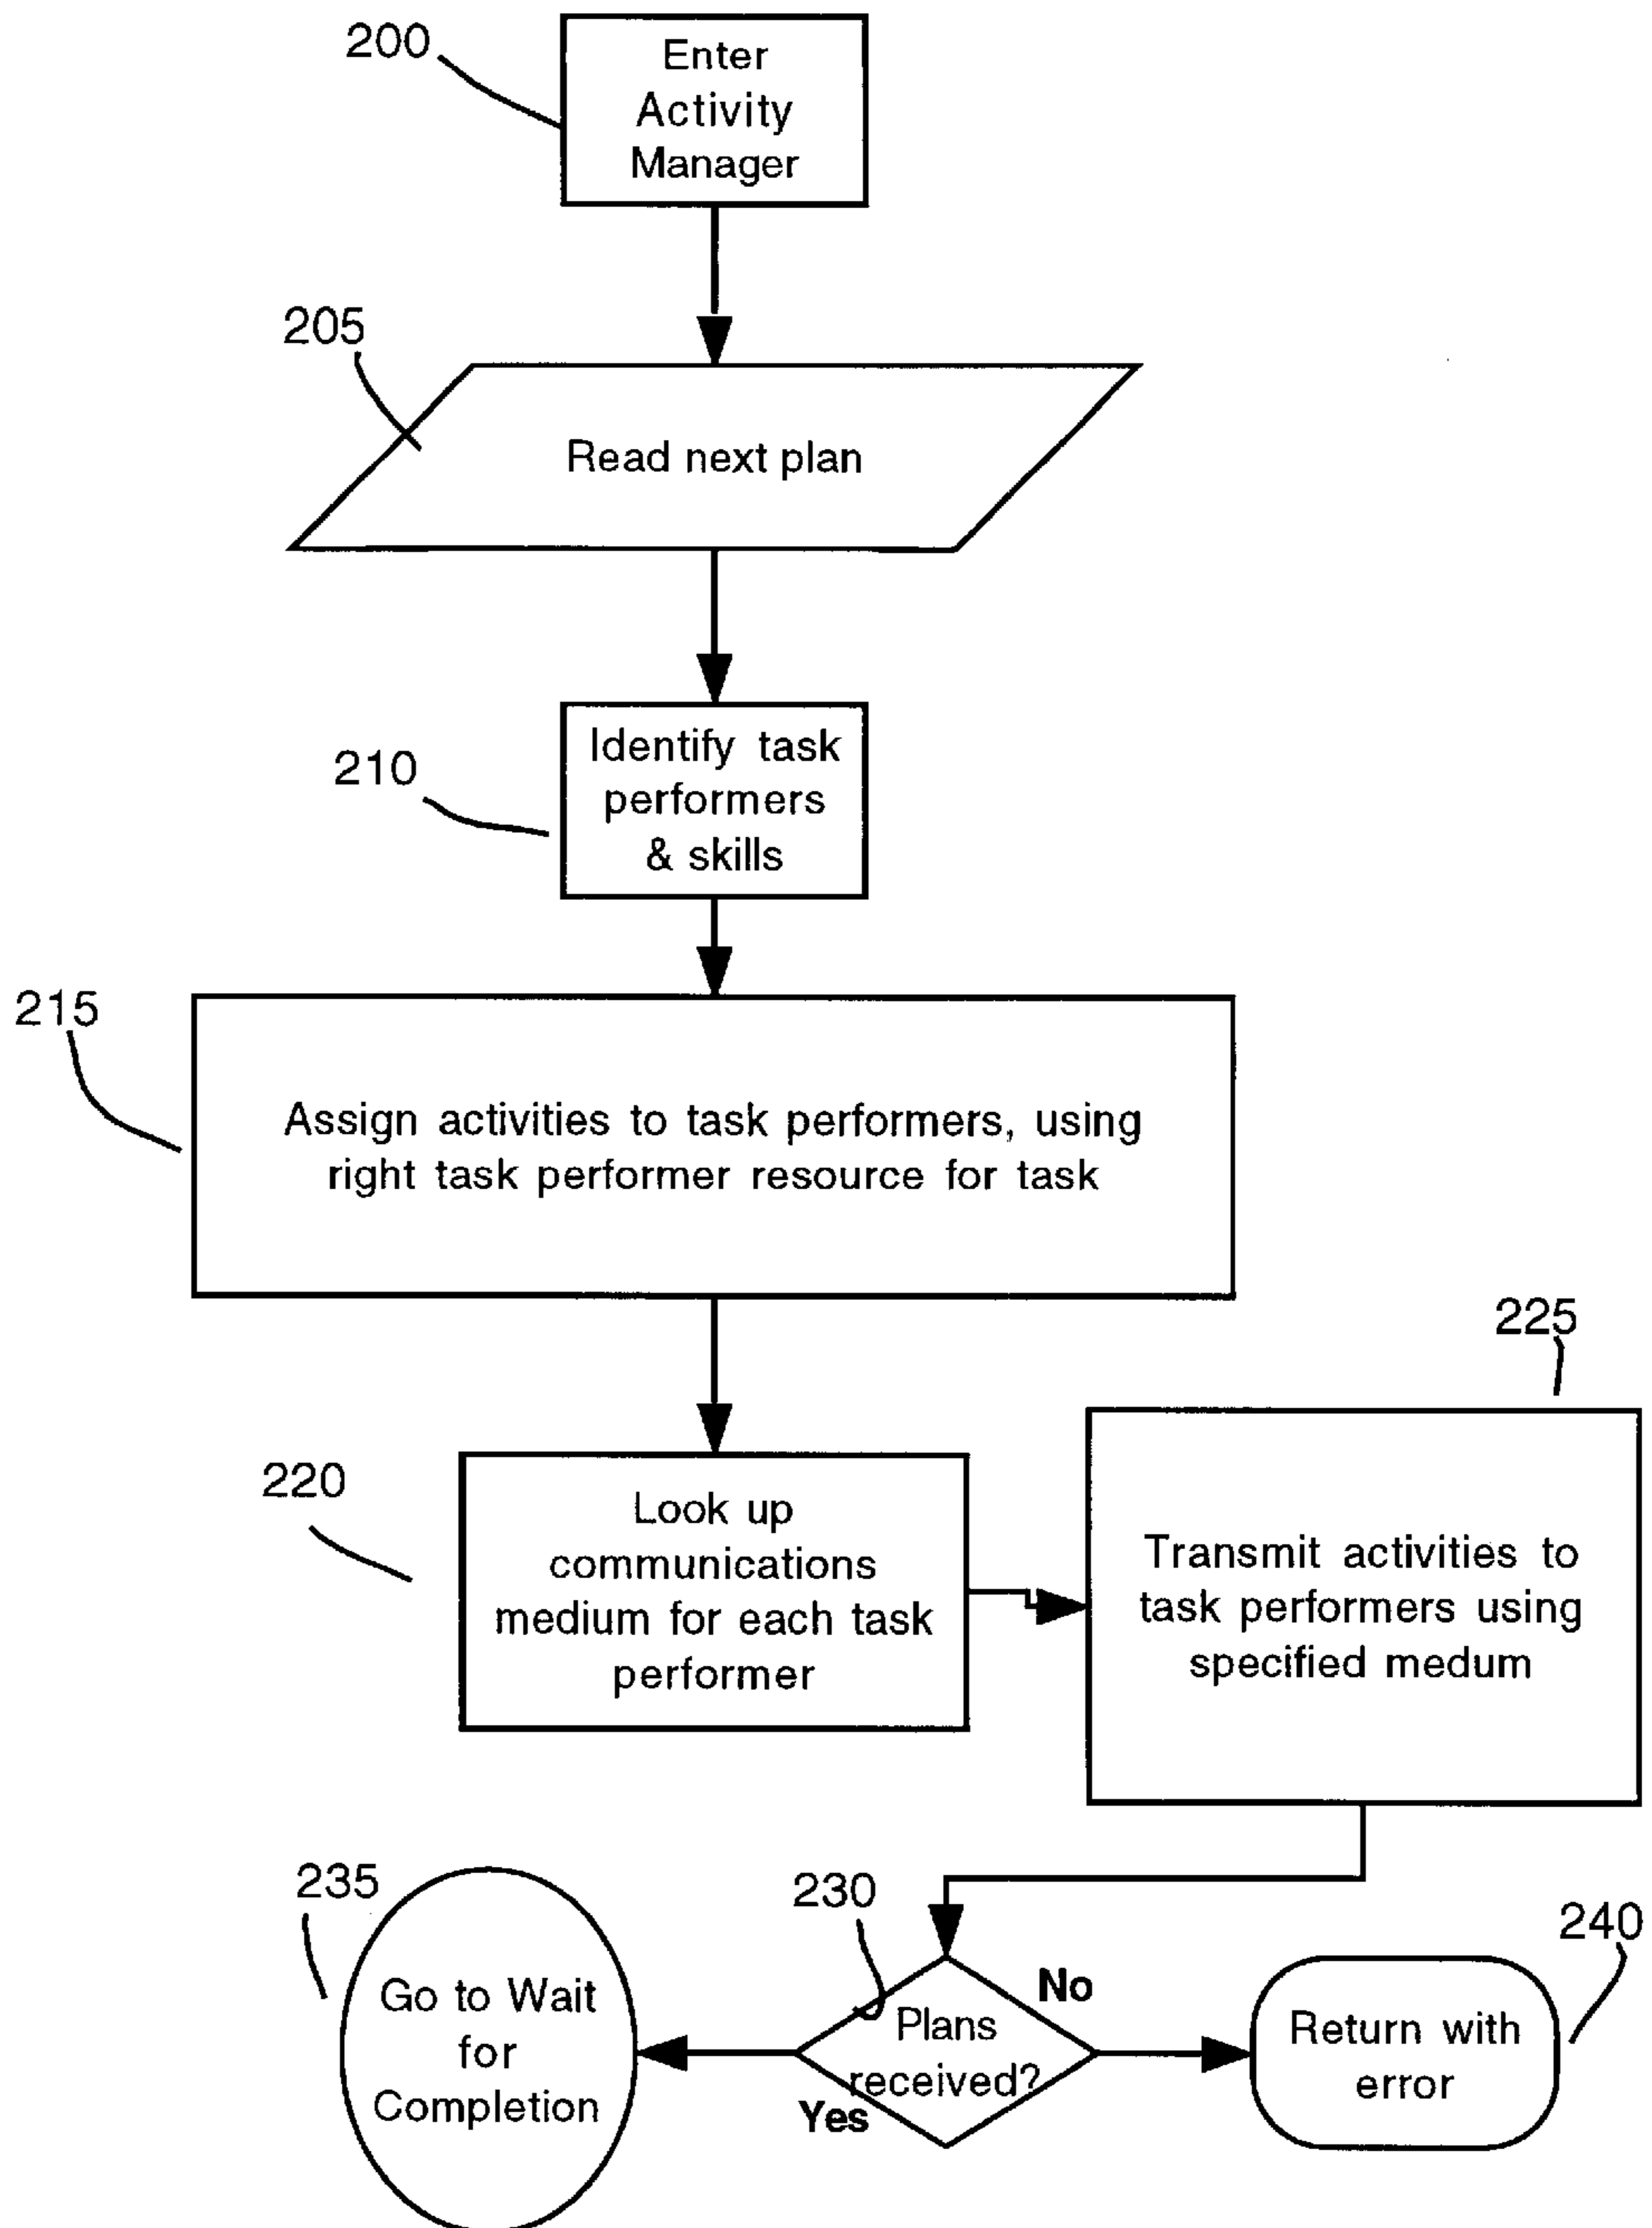 200
Enter
Activity
Manager
205
Read next plan
210
Identify task
performers
& skills
215
Assign activities to task performers, using
right task performer resource for task
225
220
Look up
communications
medium for each task
performer
Transmit activities to
task performers using
specified medum
235
230
240
Go to Wait
for
Completion
No
Plans
received?
Yes
Return with
error